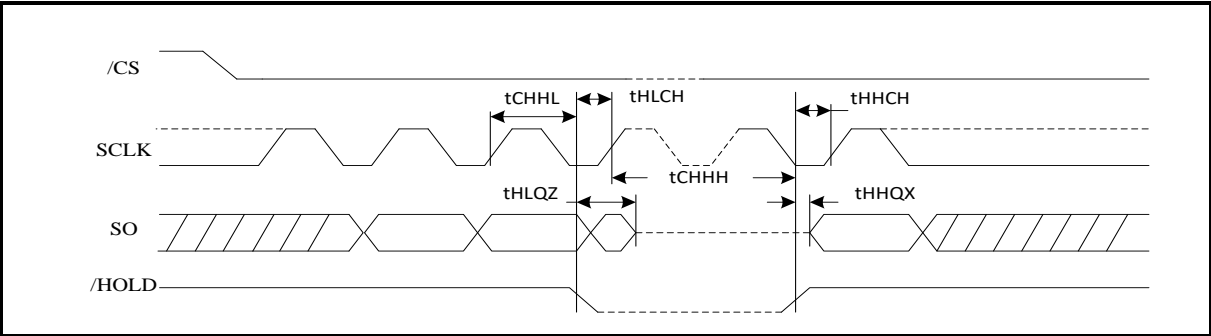 /CS
tCHHL tHLCH tHHCH
SCLK
tCHHH
tHLQZ tHHQX
SO
/HOLD